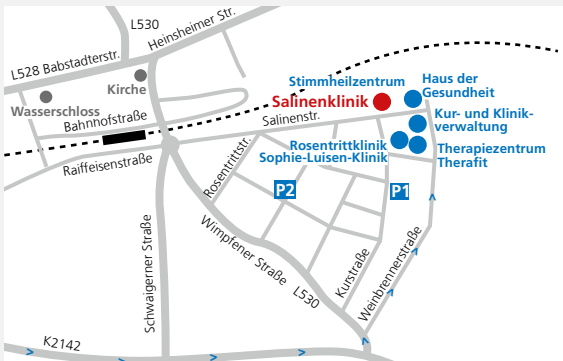 L530
Heinsheimer Str.
L528 Babstadterstr.
Kirche
Wasserschloss
Bahnhofstraße
Stimmheilzentrum
Haus der
Gesundheit
Salinenklinik
Salinenstr.
Kur- und Klinik-
verwaltung
Rosentrittklinik
Sophie-Luisen-Klinik
Therapiezentrum
Therafit
Raiffeisenstraße
Rosentrittstr.
P2
P1
Schwaigerner Straße
Wimpfener Straße
L530
Kurstraße
Weinbrennerstraße
K2142